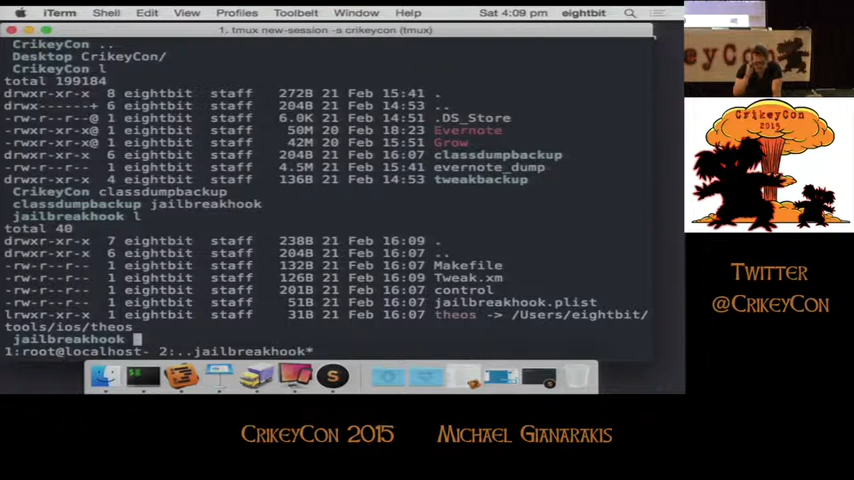 iTerm Shell Edit View Profiles Toolbelt Window Help Sat 4:09 pm eightbit
1. tmux new-session -s crikeycon (tmux)
CrikeyCon ..
Desktop CrikeyCon/
CrikeyCon l
total 199184
drwxr-xr-x 8 eightbit staff 272B 21 Feb 15:41 .
drwx------+ 6 eightbit staff 204B 21 Feb 14:53 ..
-rw-r--r--@ 1 eightbit staff 6.0K 21 Feb 14:51 .DS_Store
-rw-xr-x@ 1 eightbit staff 50M 20 Feb 18:23 Evernote
-rw-xr-x@ 1 eightbit staff 42M 20 Feb 15:51 Grow
drwxr-xr-x 6 eightbit staff 204B 21 Feb 16:07 classdumpbackup
-rw-r--r-- 1 eightbit staff 4.5M 21 Feb 15:41 evernote_dump
drwxr-xr-x 4 eightbit staff 136B 21 Feb 14:53 tweakbackup
CrikeyCon classdumpbackup
classdumpbackup jailbreakhook
jailbreakhook l
total 40
drwxr-xr-x 7 eightbit staff 238B 21 Feb 16:09 .
drwxr-xr-x 6 eightbit staff 204B 21 Feb 16:07 ..
-rw-r--r-- 1 eightbit staff 132B 21 Feb 16:07 Makefile
-rw-r--r-- 1 eightbit staff 126B 21 Feb 16:09 Tweak.xm
-rw-r--r-- 1 eightbit staff 201B 21 Feb 16:07 control
-rw-r--r-- 1 eightbit staff 51B 21 Feb 16:07 jailbreakhook.plist
lrwxr-xr-x 1 eightbit staff 31B 21 Feb 16:07 theos -> /Users/eightbit/
tools/ios/theos
jailbreakhook
1:root@localhost- 2:..jailbreakhook*
keyCon
CrikeyCon
2015
Twitter
@CrikeyCon
CrikeyCon 2015 Michael Gianarakis